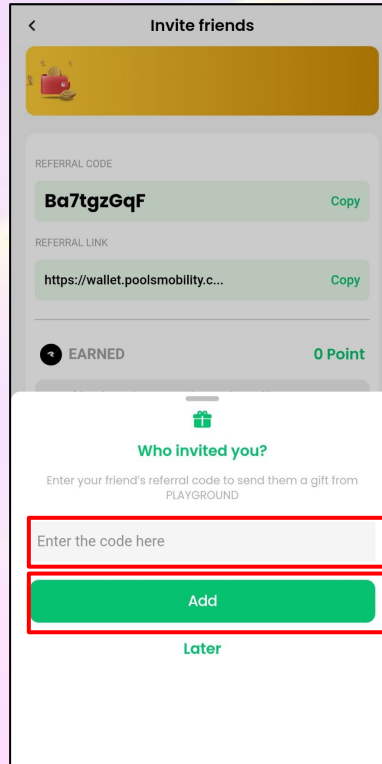 Invite friends
REFERRAL CODE
Ba7tgzGqF
Copy
REFERRAL LINK
https://wallet.poolsmobility.c...
Copy
EARNED
0 Point
Who invited you?
Enter your friend's referral code to send them a gift from
PLAYGROUND
Enter the code here
Add
Later